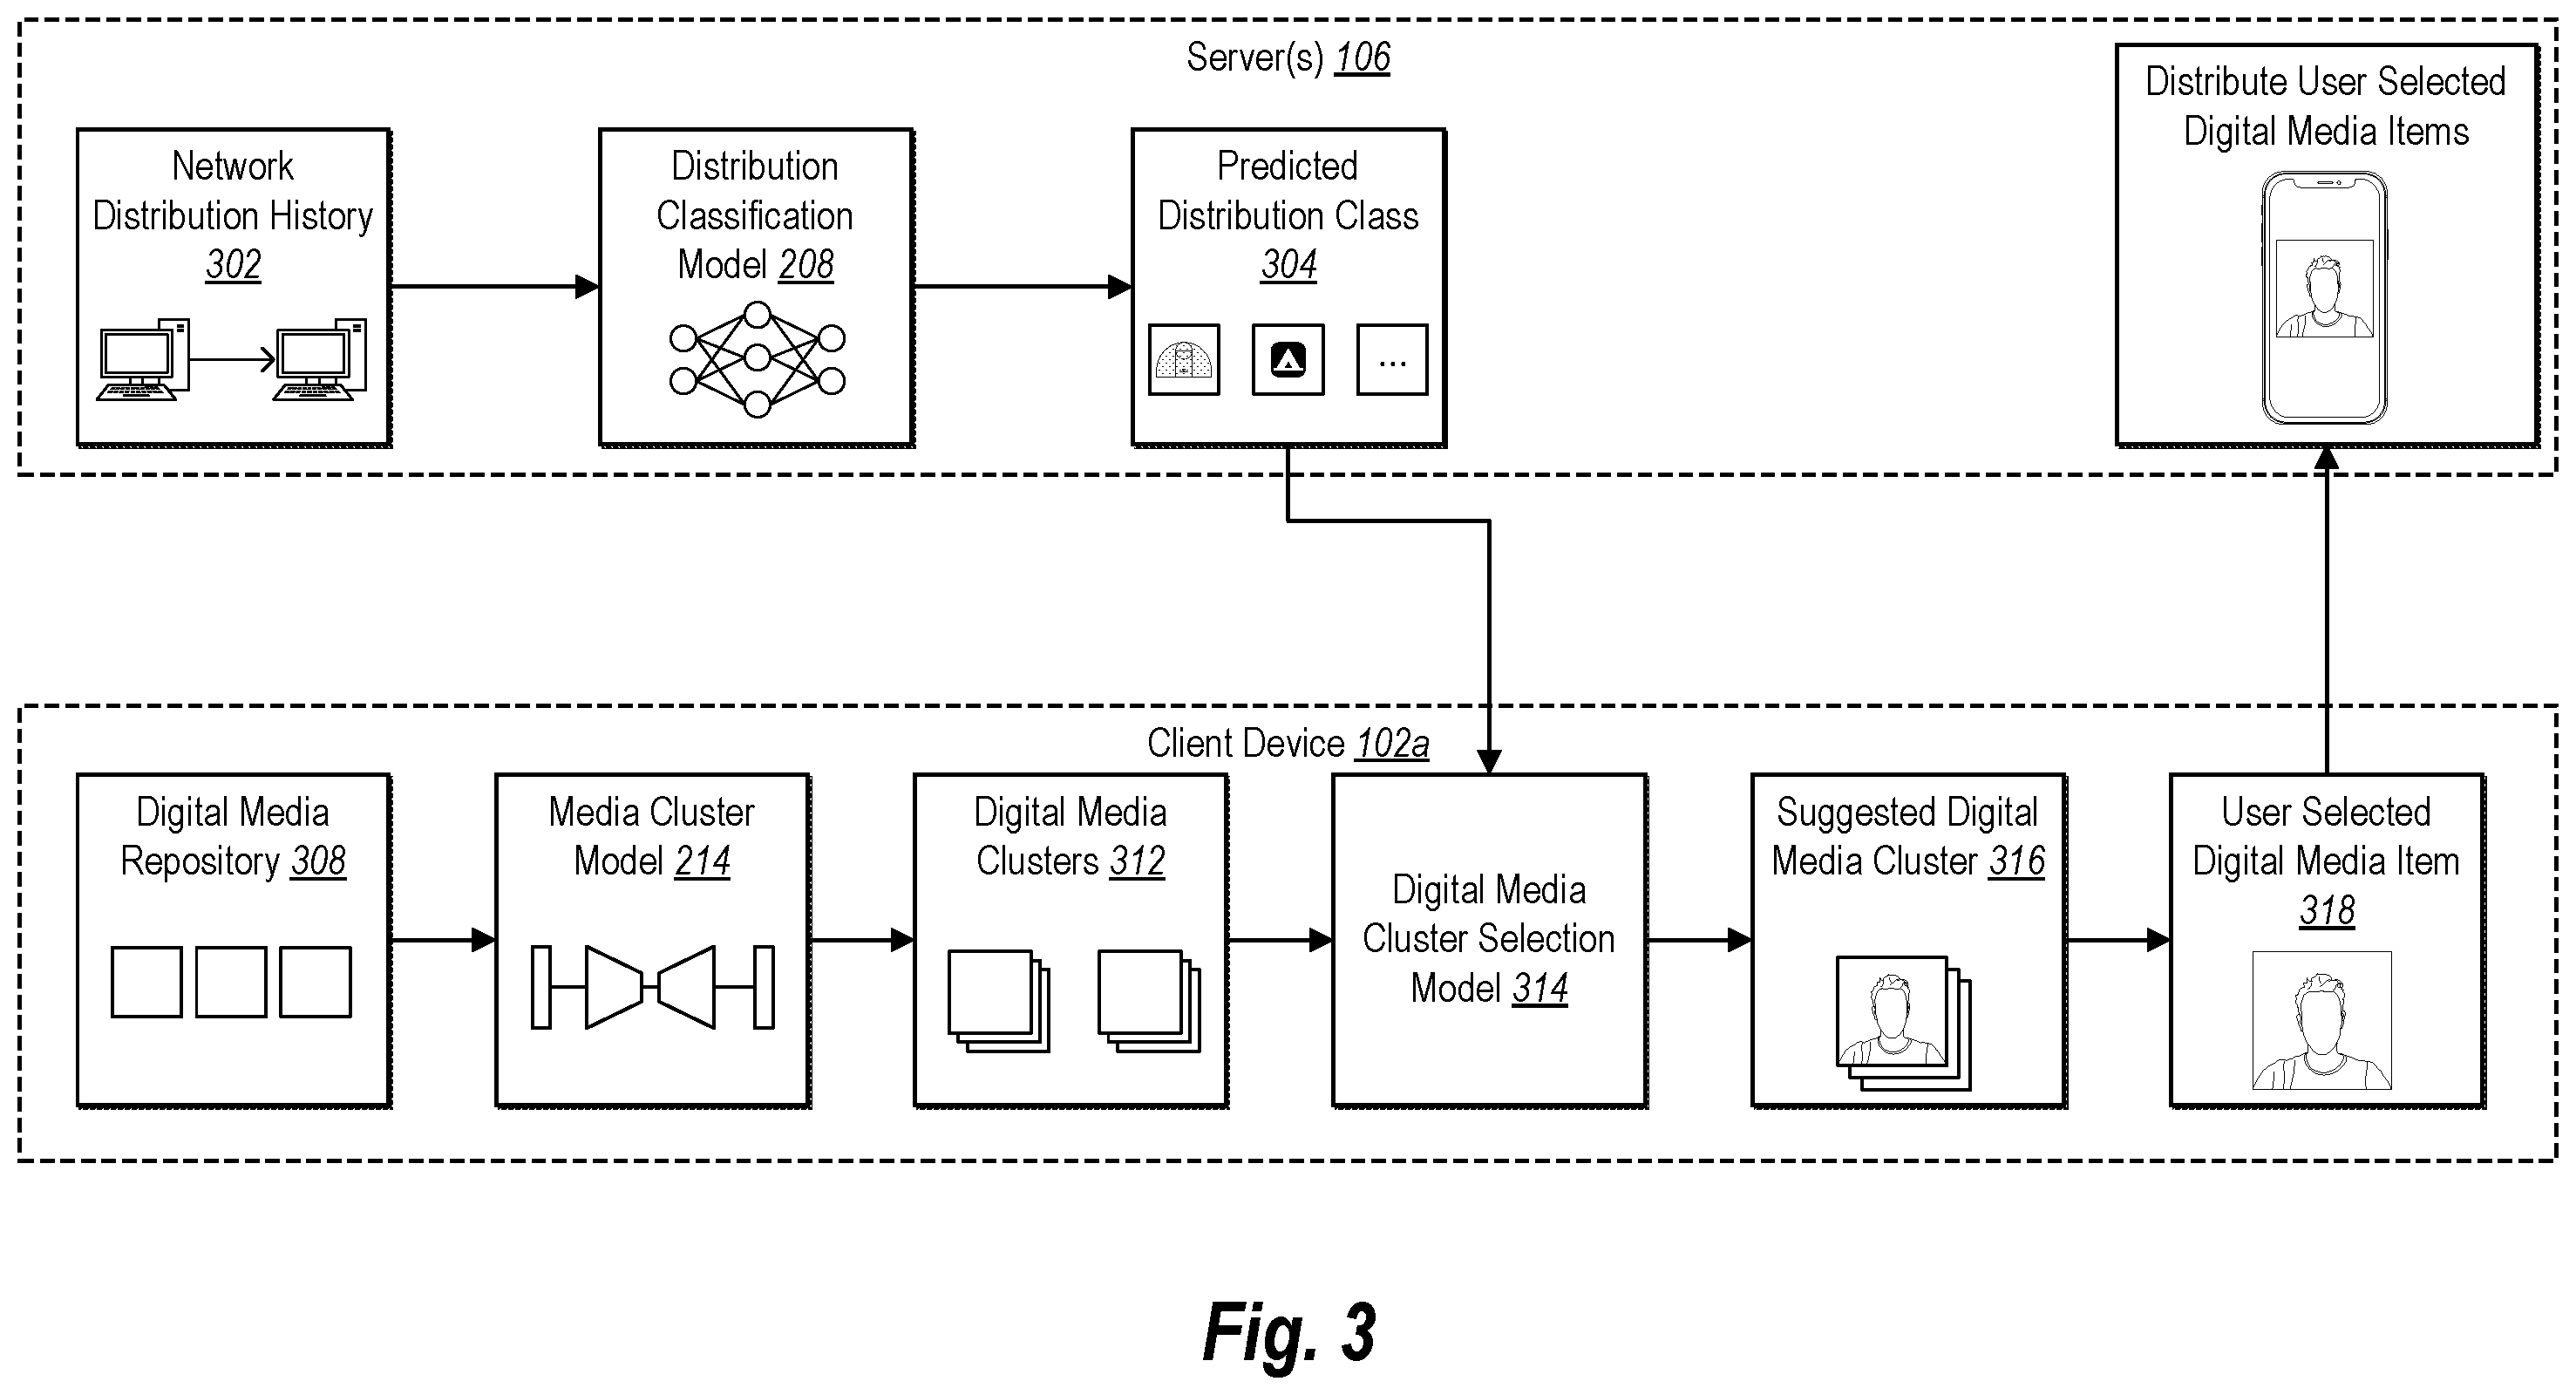 Server(s) 106
Network
Distribution History
302
Distribution
Classification
Model 208
Predicted
Distribution Class
304
...
Distribute User Selected
Digital Media Items
Client Device 102a
Digital Media
Repository 308
Media Cluster
Model 214
Digital Media
Clusters 312
Digital Media
Cluster Selection
Model 314
Suggested Digital
Media Cluster 316
User Selected
Digital Media Item
318
Fig. 3